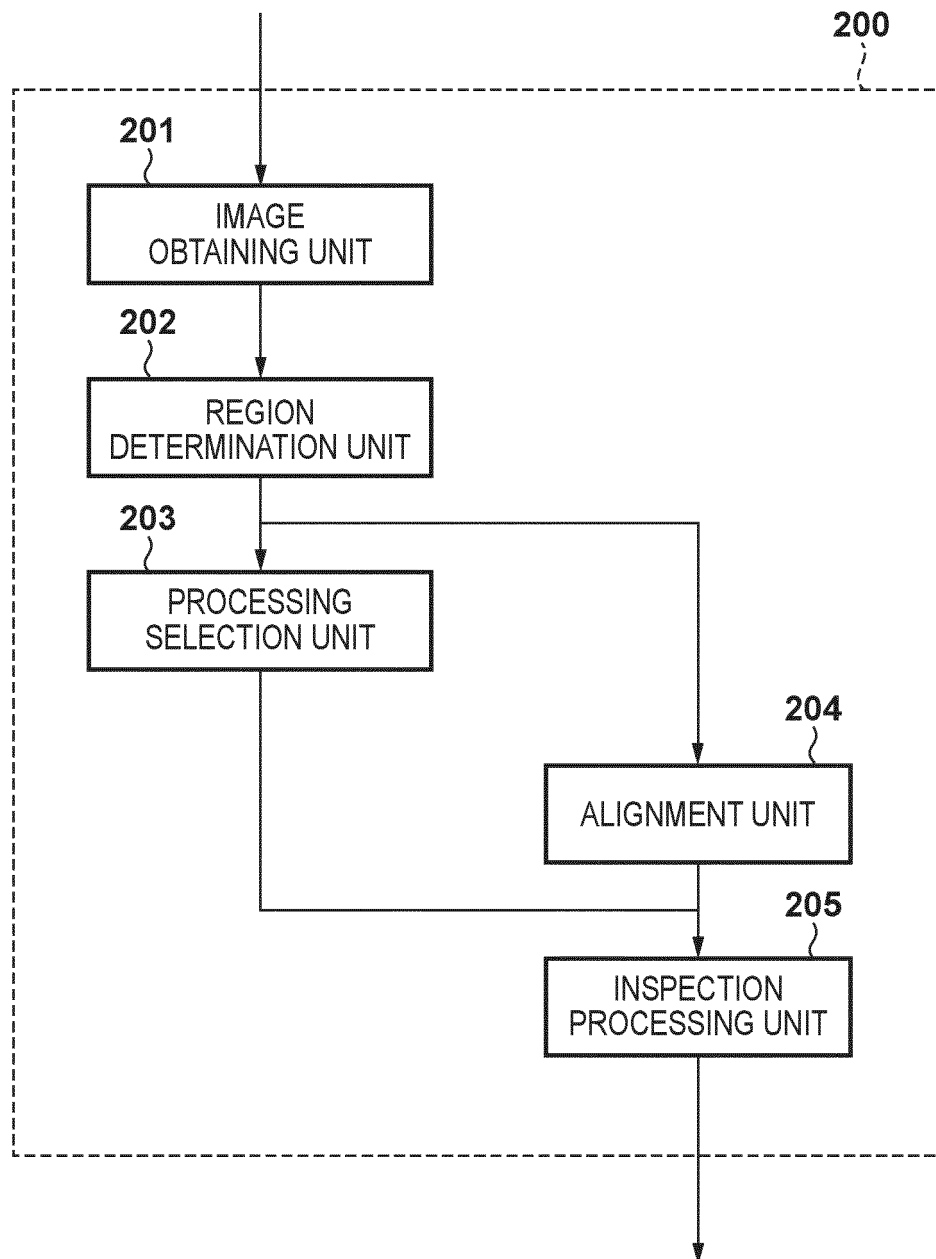 200
201
IMAGE
OBTAINING UNIT
202
REGION
DETERMINATION UNIT
203
PROCESSING
SELECTION UNIT
204
ALIGNMENT UNIT
205
INSPECTION
PROCESSING UNIT